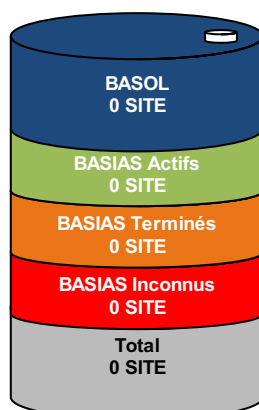 BASOL
0 SITE
BASIAS Actifs
0 SITE
BASIAS Terminés
0 SITE
BASIAS Inconnus
0 SITE
Total
0 SITE